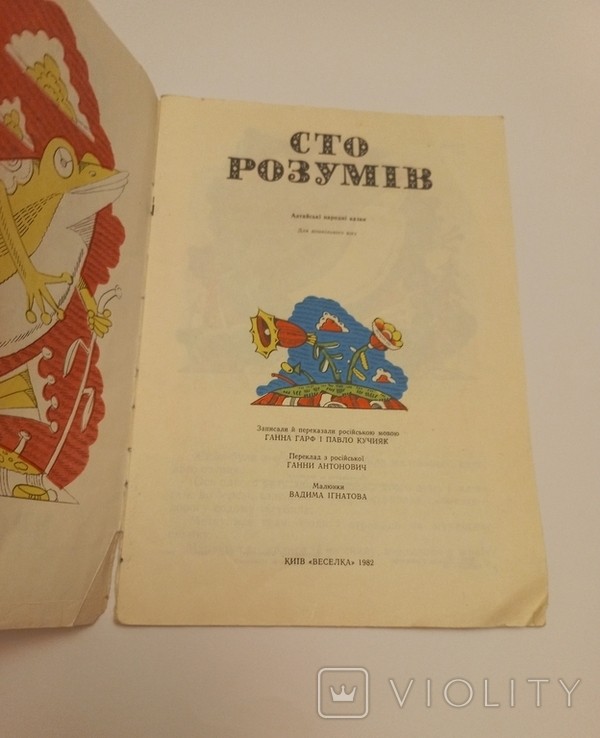 СТО
РОЗУМІВ
Алтайські народні казки
Для дошкільного віку
Записали й переказали російською мовою
ГАННА ГАРФ І ПАВЛО КУЧИЯК
Переклад з російської
ГАННИ АНТОНОВИЧ
Малюнки
ВАДИМА ІГНАТОВА
КИЇВ «ВЕСЕЛКА» 1982
VIOLITY